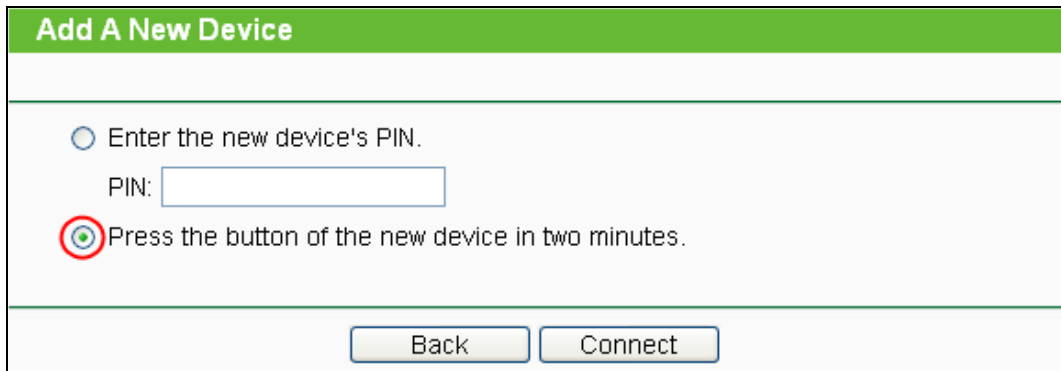 Add A New Device
Enter the new device's PIN.
PIN:
Press the button of the new device in two minutes.
Back Connect